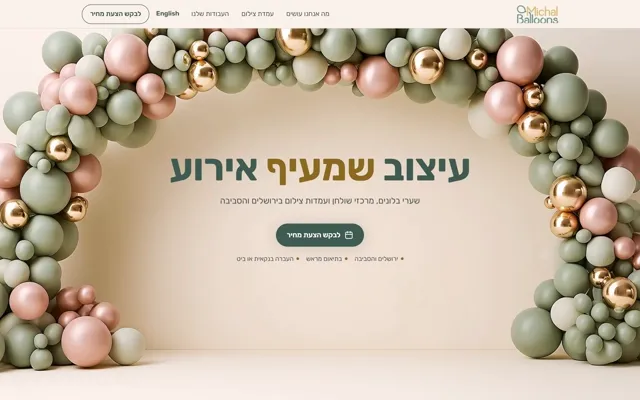 Michal
Balloons
מה אנחנו עושים
עמדת צילום
העבודות שלנו
English
לבקש הצעת מחיר
עיצוב שמעיף אירוע
שערי בלונים, מרכזי שולחן ועמדות צילום בירושלים והסביבה
לבקש הצעת מחיר
ירושלים והסביבה • בתיאום מראש • העברה בנקאית או ביט